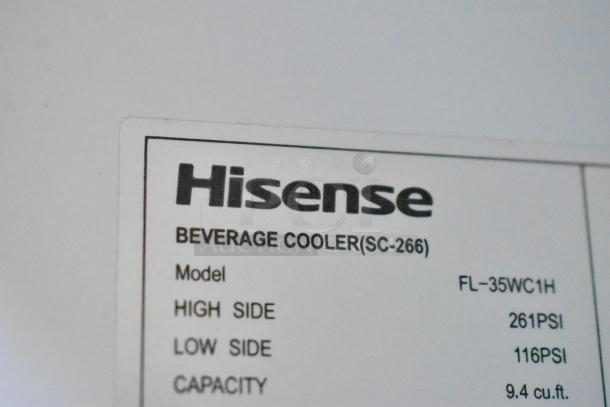 Hisense
BEVERAGE COOLER(SC-266)
Model FL-35WC1H
HIGH SIDE 261PSI
LOW SIDE 116PSI
CAPACITY 9.4 cu.ft.